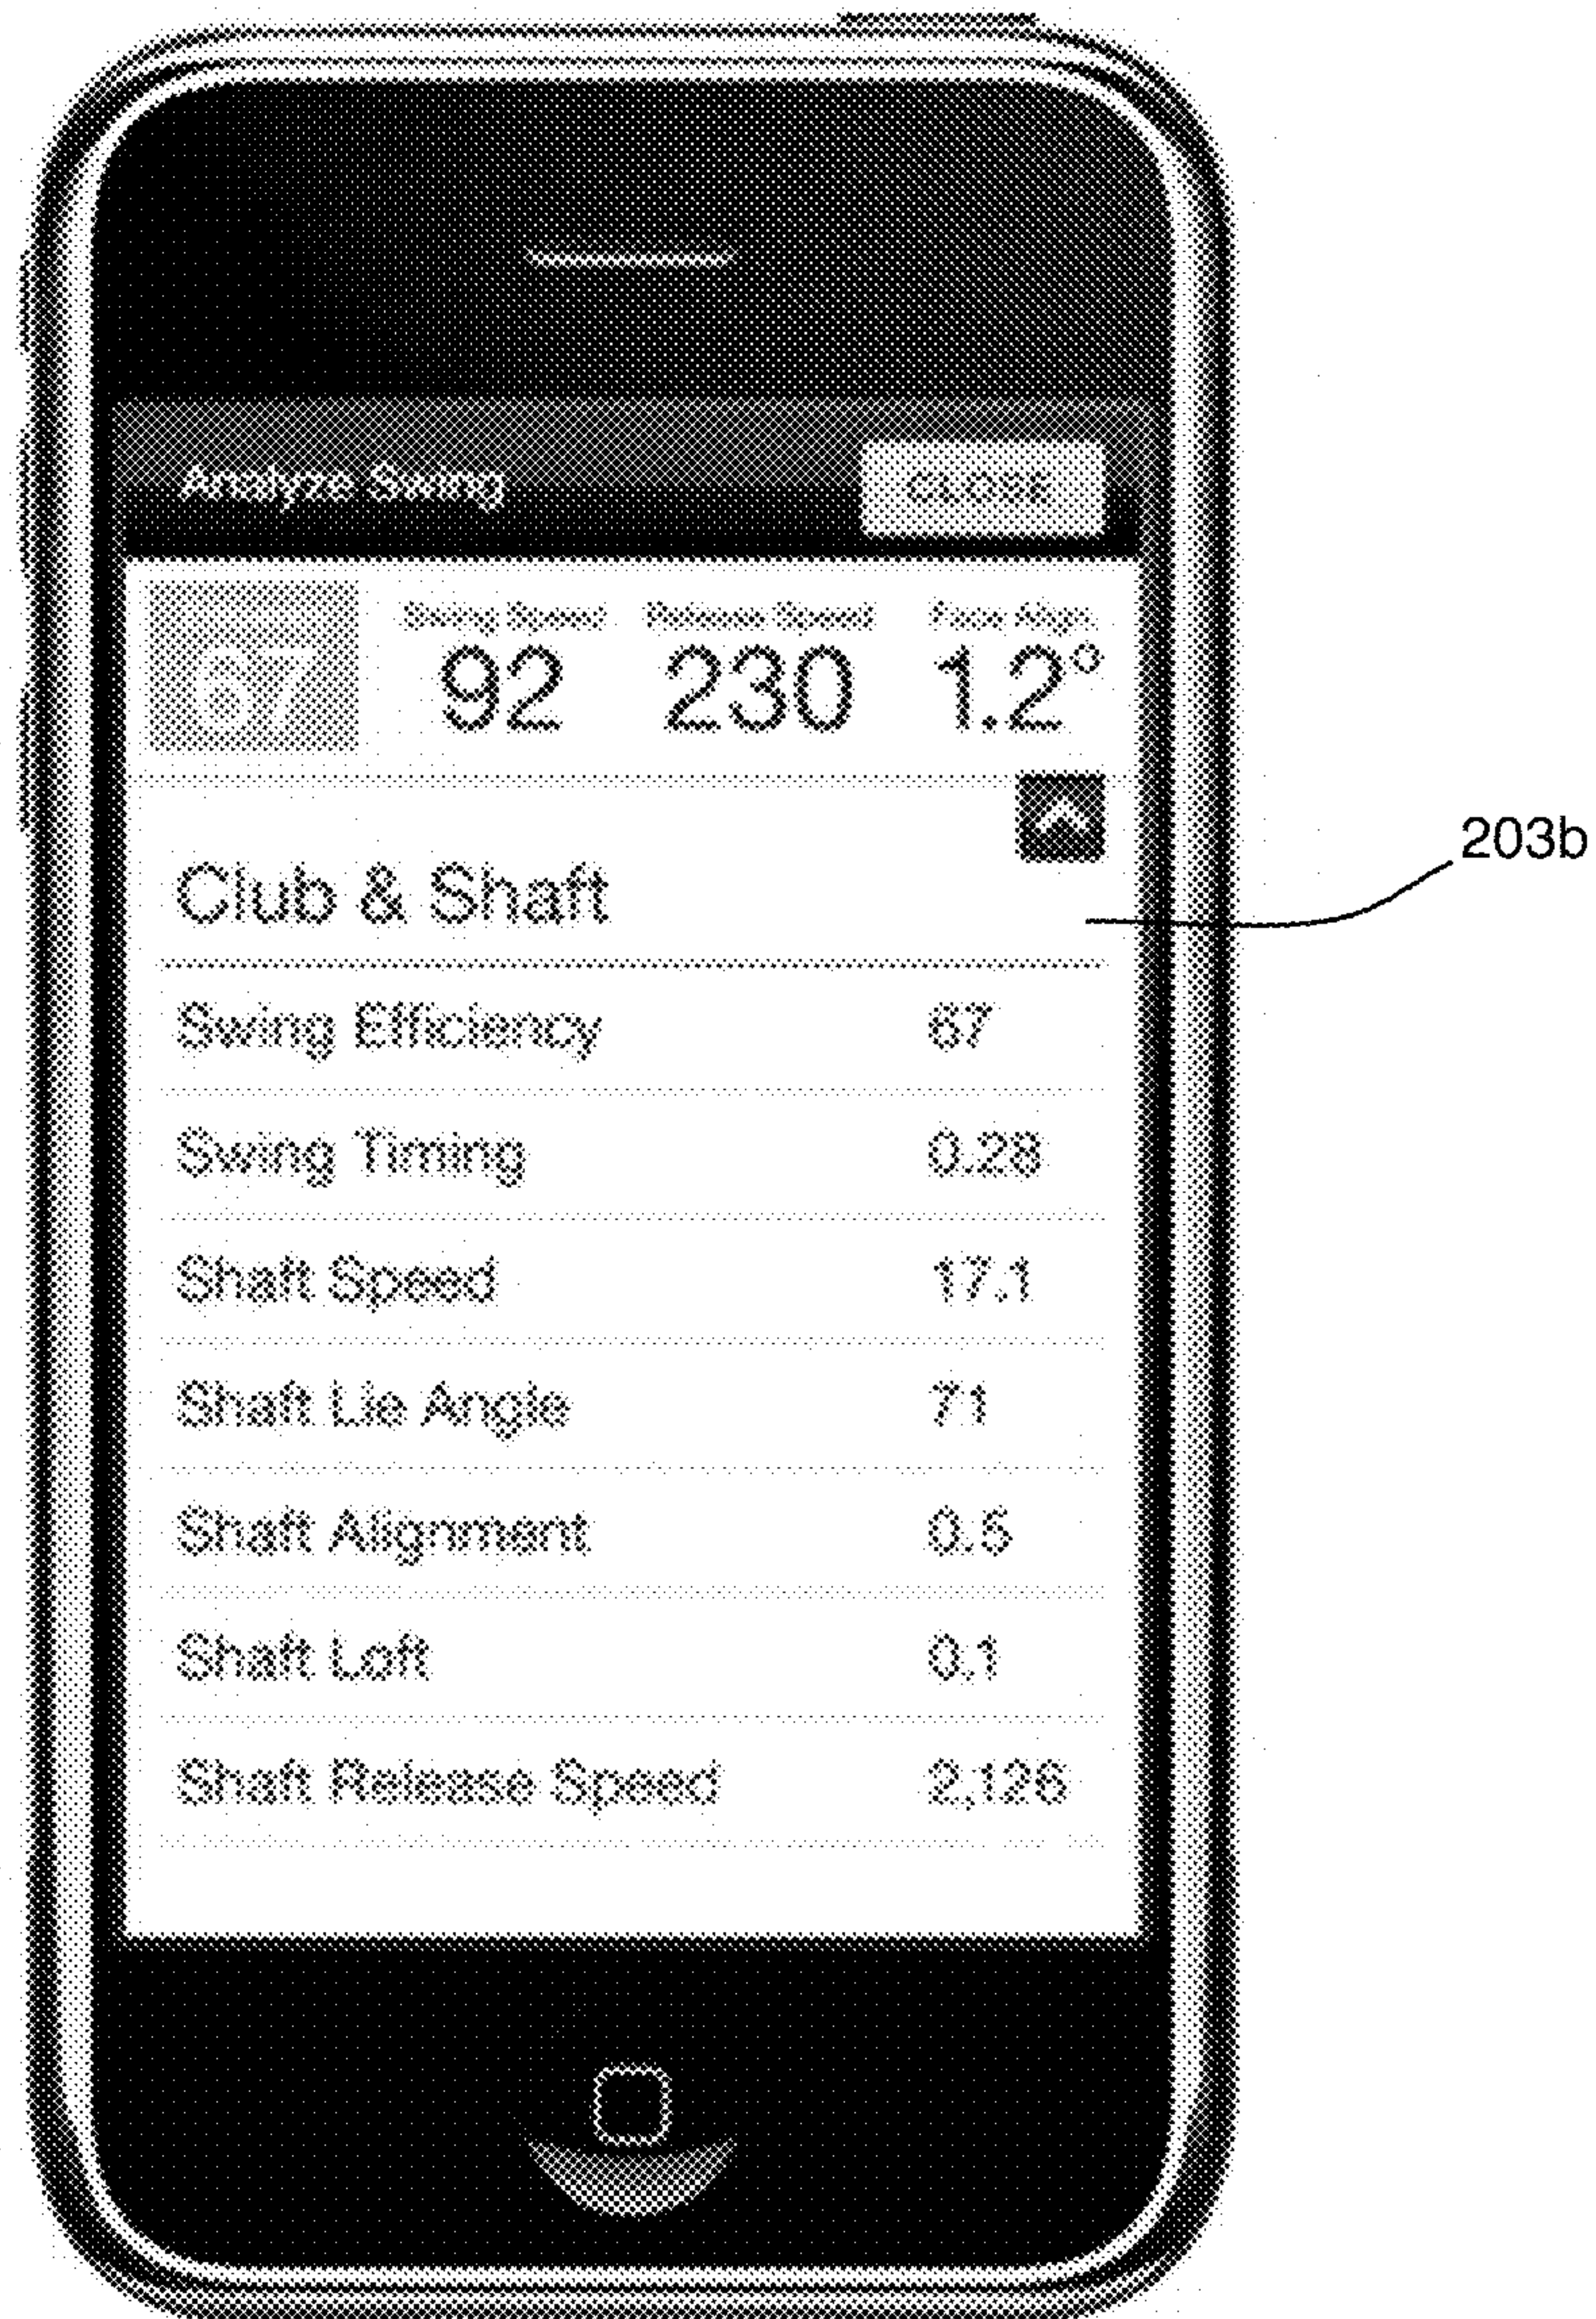 Analyze Swing CLOSE
Swing Speed Release Speed Face Align
67 92 230 1.2°
203b
Club & Shaft
Swing Efficiency 67
Swing Timing 0.28
Shaft Speed 17.1
Shaft Lie Angle 71
Shaft Alignment 0.5
Shaft Loft 0.1
Shaft Release Speed 2,126